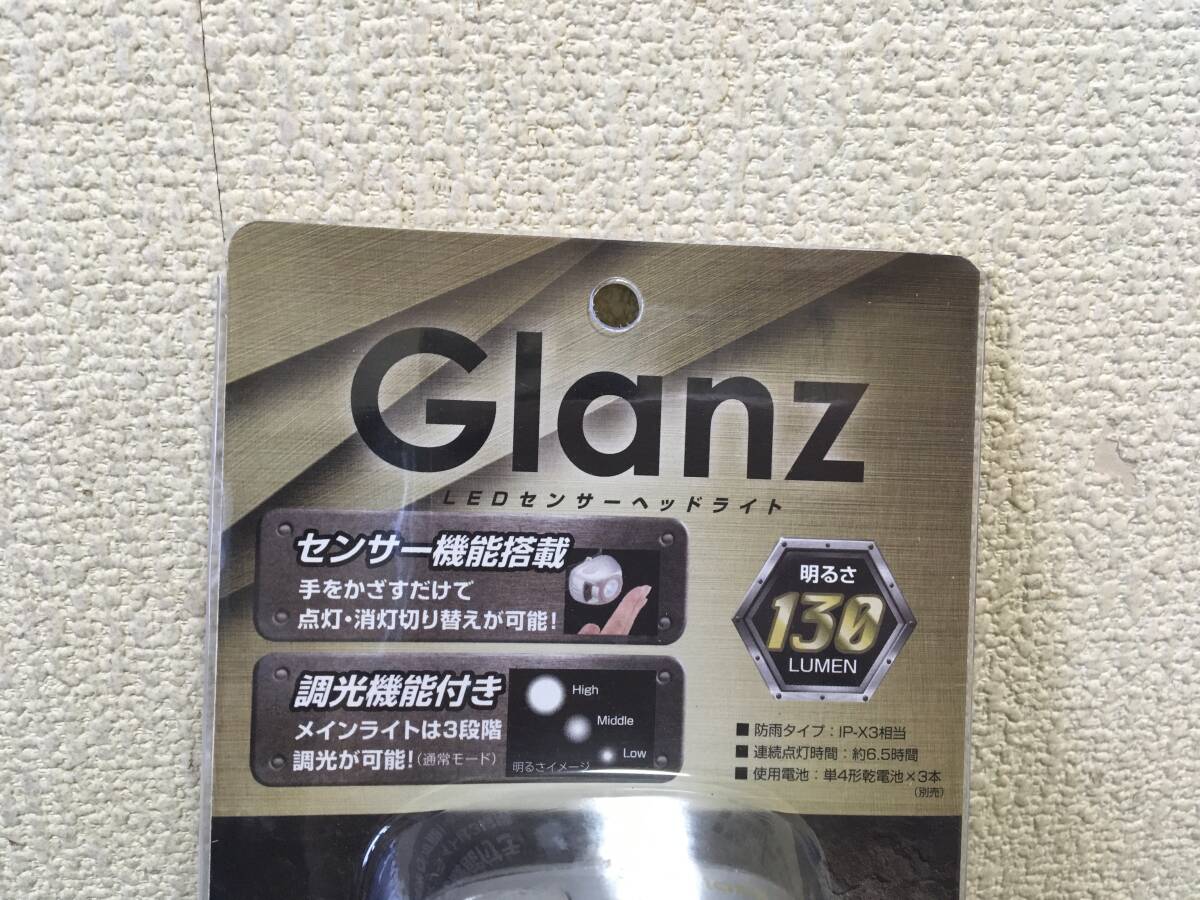 Glanz
LEDセンサーヘッドライト
センサー機能搭載
手をかざすだけで
点灯・消灯切り替えが可能!
調光機能付き
メインライトは3段階
調光が可能!(通常モード)
High
Middle
Low
明るさイメージ
明るさ
130
LUMEN
■ 防雨タイプ：IP-X3相当
■ 連続点灯時間：約6.5時間
■ 使用電池：単4形乾電池×3本
(別売)